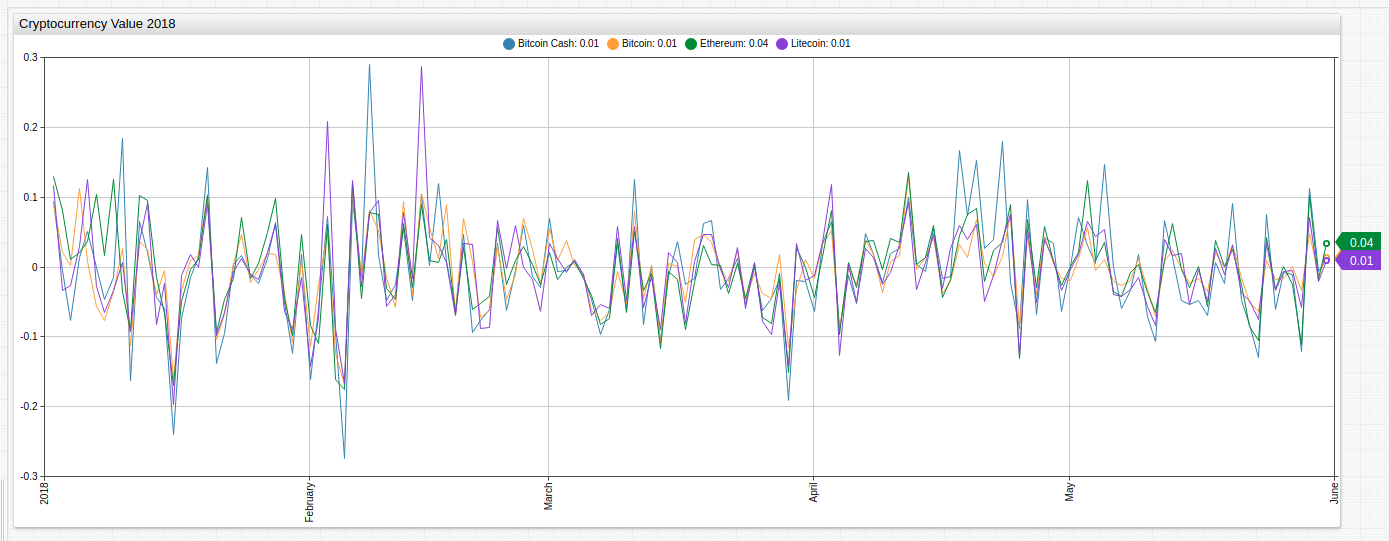 Cryptocurrency Value 2018
Bitcoin Cash: 0.01 Bitcoin: 0.01 Ethereum: 0.04 Litecoin: 0.01
0.3
0.2
0.1
0
-0.1
-0.2
-0.3
0.04
0.01
2018
February
March
April
May
June